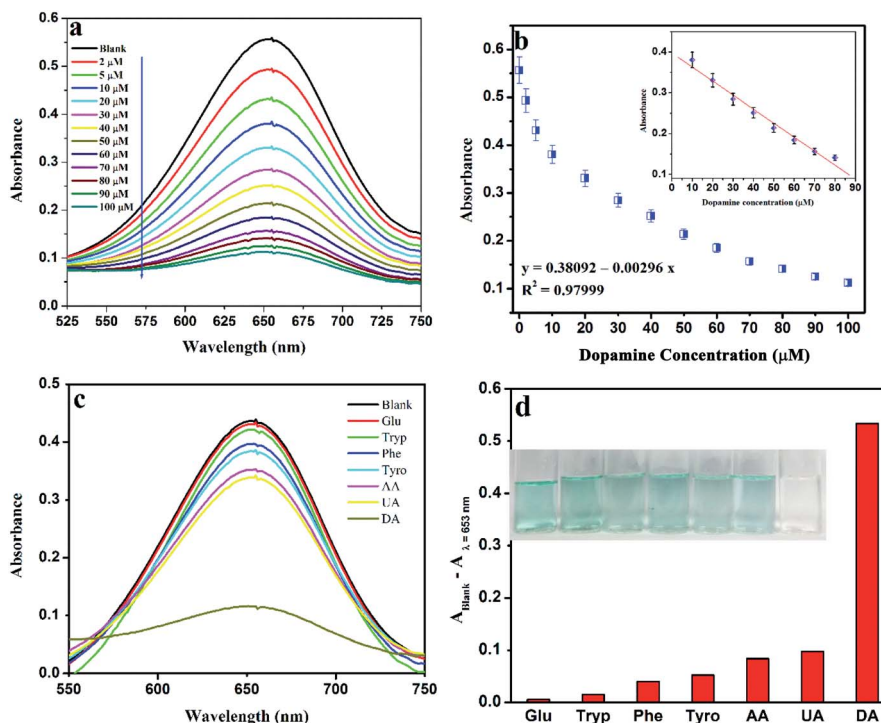 a
0.6
0.5
0.4
0.3
0.2
0.1
0.0
Absorbance
Blank
2 μM
5 μM
10 μM
20 μM
30 μM
40 μM
50 μM
60 μM
70 μM
80 μM
90 μM
100 μM
525 550 575 600 625 650 675 700 725 750
Wavelength (nm)
b
0.6
0.5
0.4
0.3
0.2
0.1
Absorbance
0.4
0.3
0.2
0.1
Absorbance
0 10 20 30 40 50 60 70 80 90
Dopamine concentration (μM)
y = 0.38092 – 0.00296 x
R² = 0.97999
0 10 20 30 40 50 60 70 80 90 100
Dopamine Concentration (μM)
c
0.5
0.4
0.3
0.2
0.1
0.0
Absorbance
Blank
Glu
Tryp
Phe
Tyro
AA
UA
DA
550 600 650 700 750
Wavelength (nm)
d
0.6
0.5
0.4
0.3
0.2
0.1
0.0
A Blank - A λ = 653 nm
Glu Tryp Phe Tyro AA UA DA